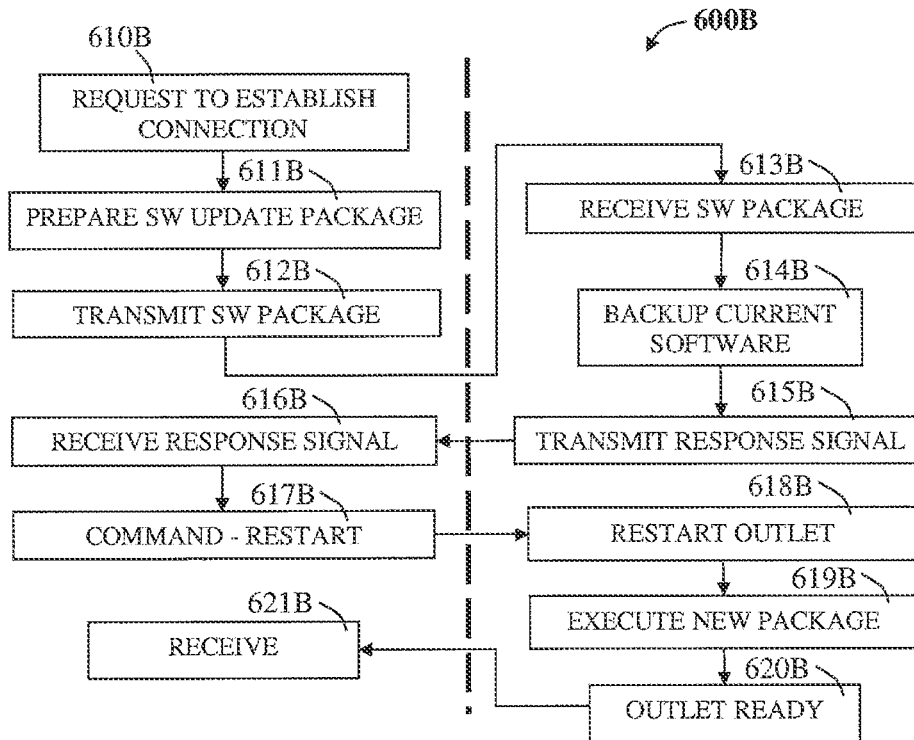 600B
610B
REQUEST TO ESTABLISH
CONNECTION
611B
PREPARE SW UPDATE PACKAGE
612B
TRANSMIT SW PACKAGE
613B
RECEIVE SW PACKAGE
614B
BACKUP CURRENT
SOFTWARE
615B
TRANSMIT RESPONSE SIGNAL
616B
RECEIVE RESPONSE SIGNAL
617B
COMMAND - RESTART
618B
RESTART OUTLET
619B
EXECUTE NEW PACKAGE
620B
OUTLET READY
621B
RECEIVE